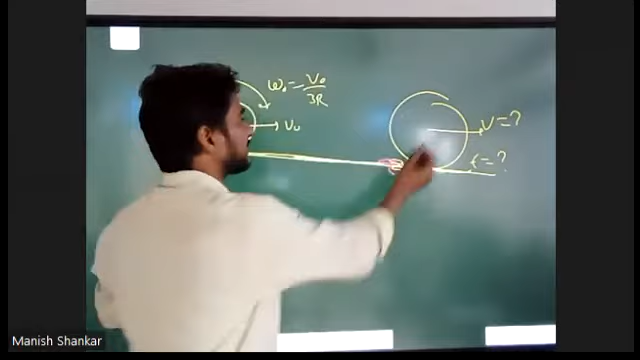 ω₀ = V₀/3R
V₀
V = ?
t = ?
Manish Shankar